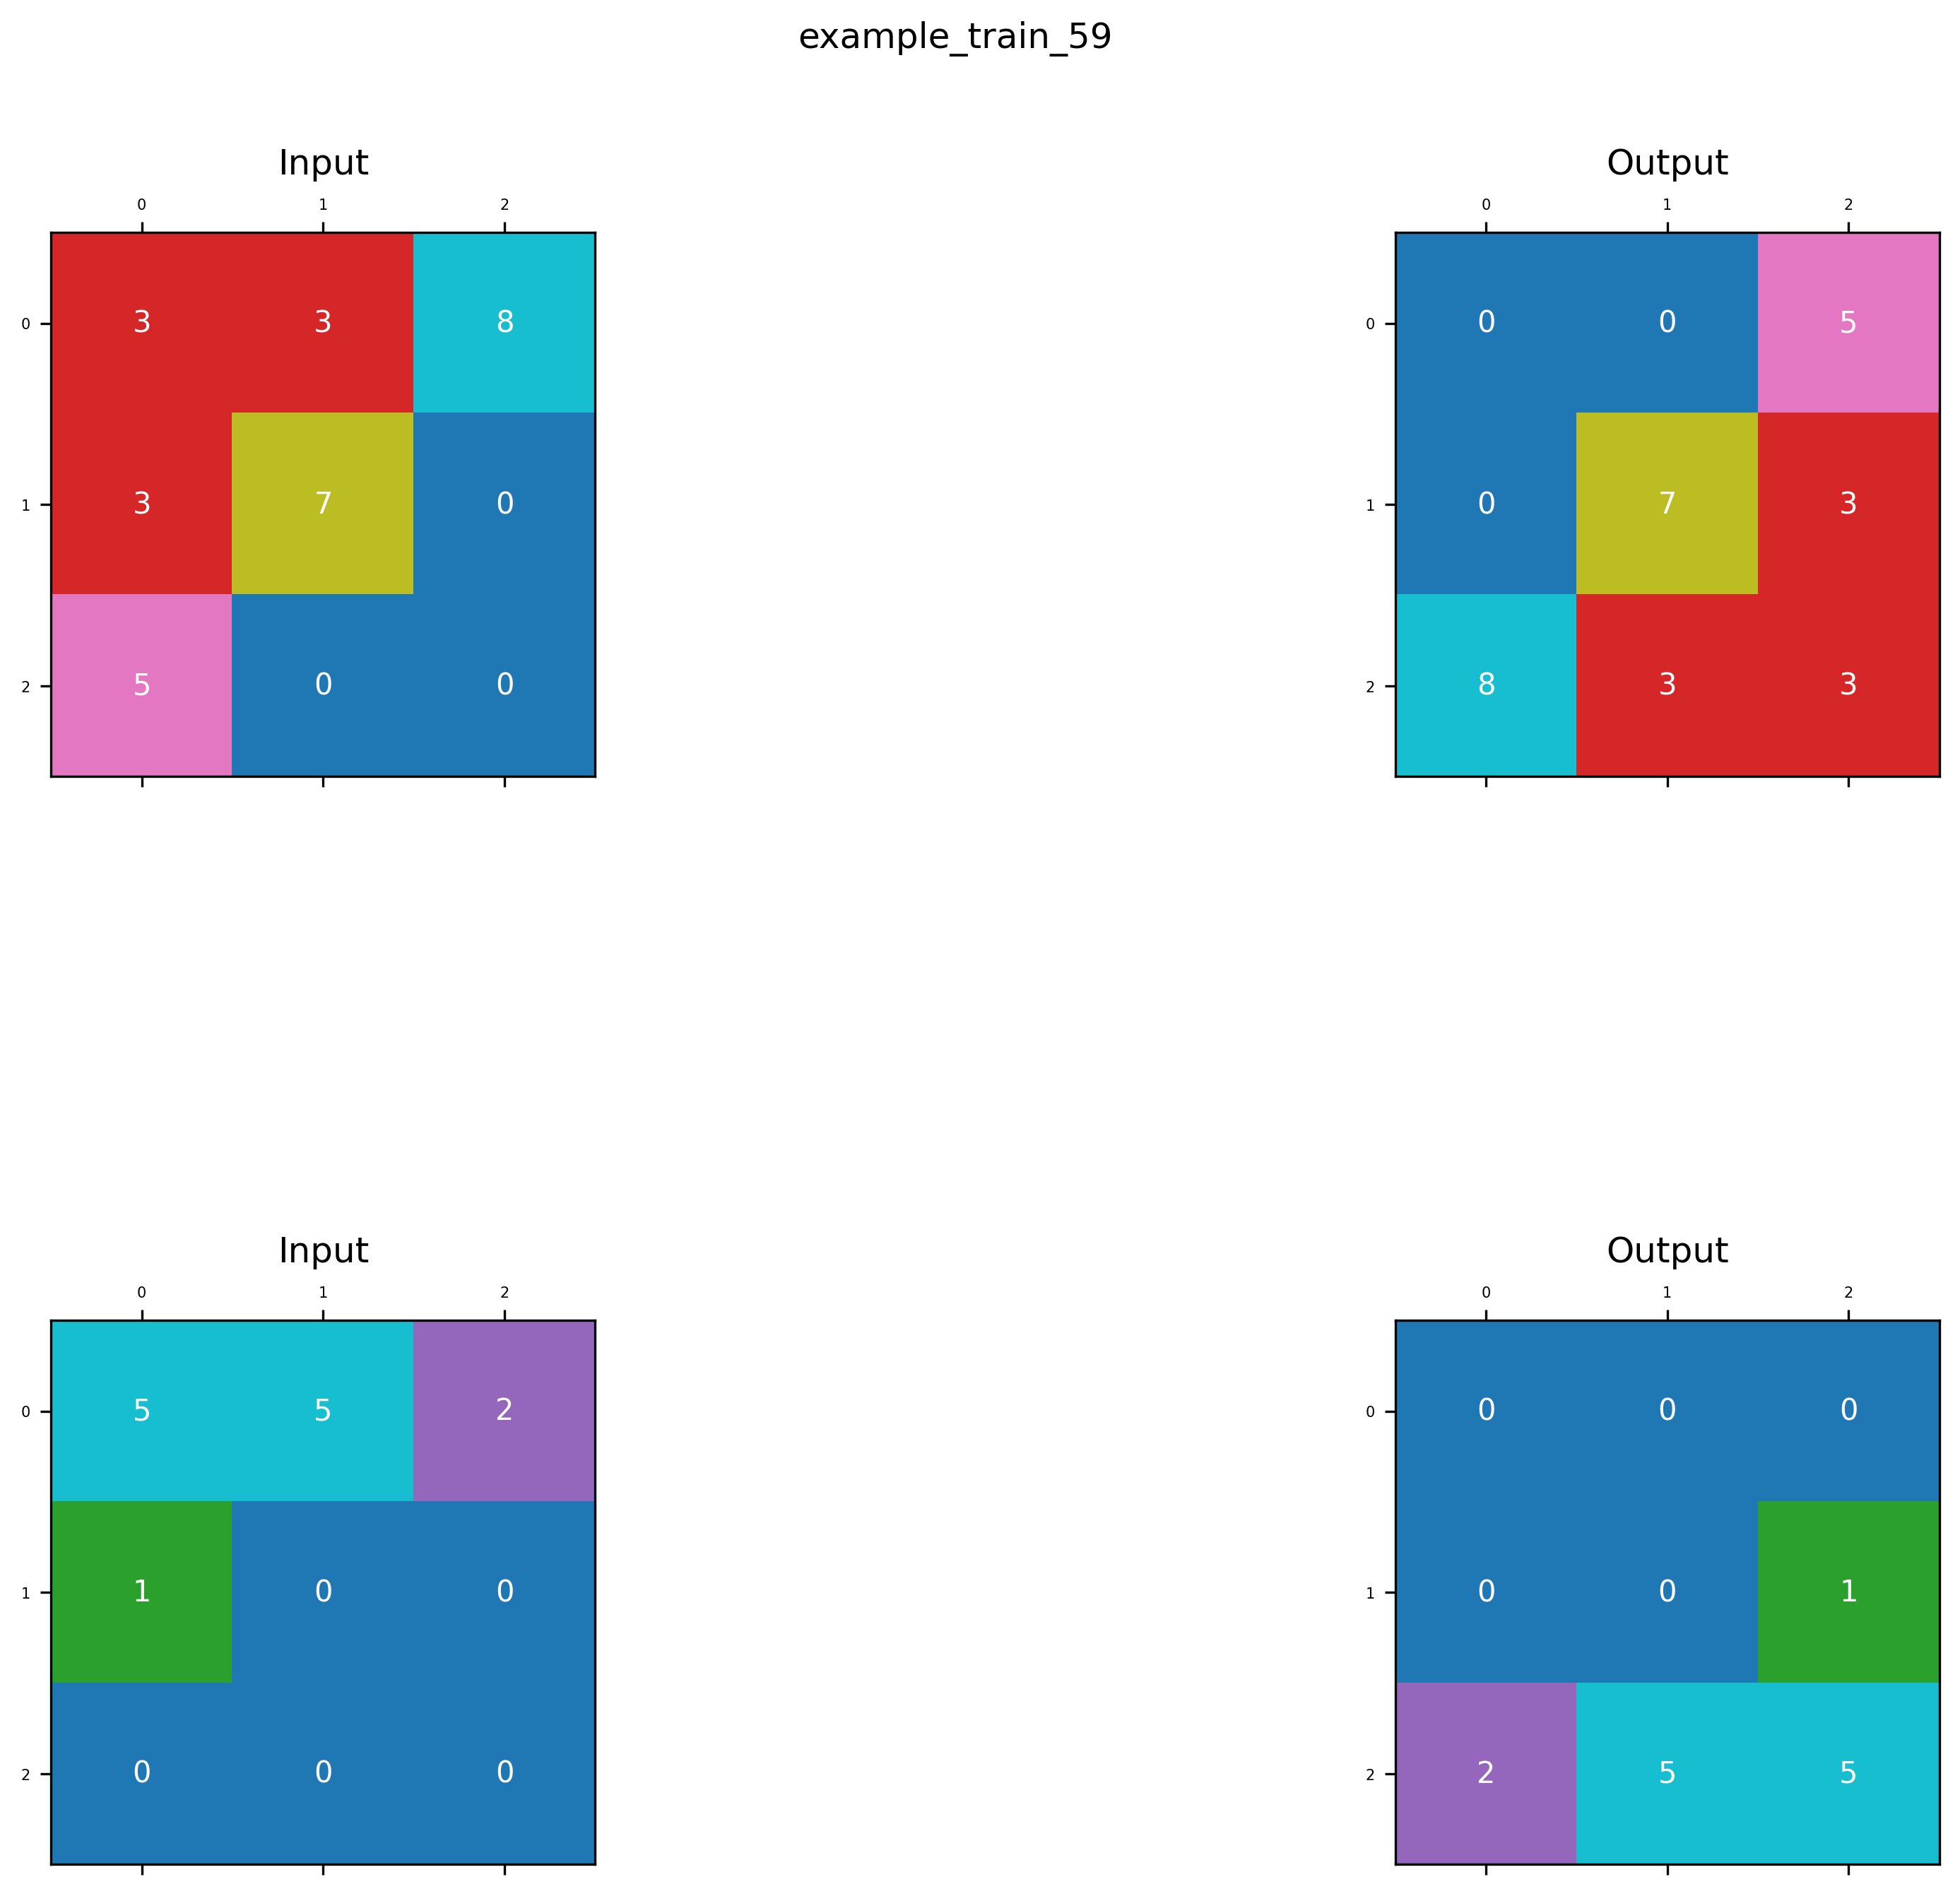 example_train_59
Input Output
0 1 2 0 1 2
0 3 3 8 0 0 0 5
1 3 7 0 1 0 7 3
2 5 0 0 2 8 3 3
Input Output
0 1 2 0 1 2
0 5 5 2 0 0 0 0
1 1 0 0 1 0 0 1
2 0 0 0 2 2 5 5